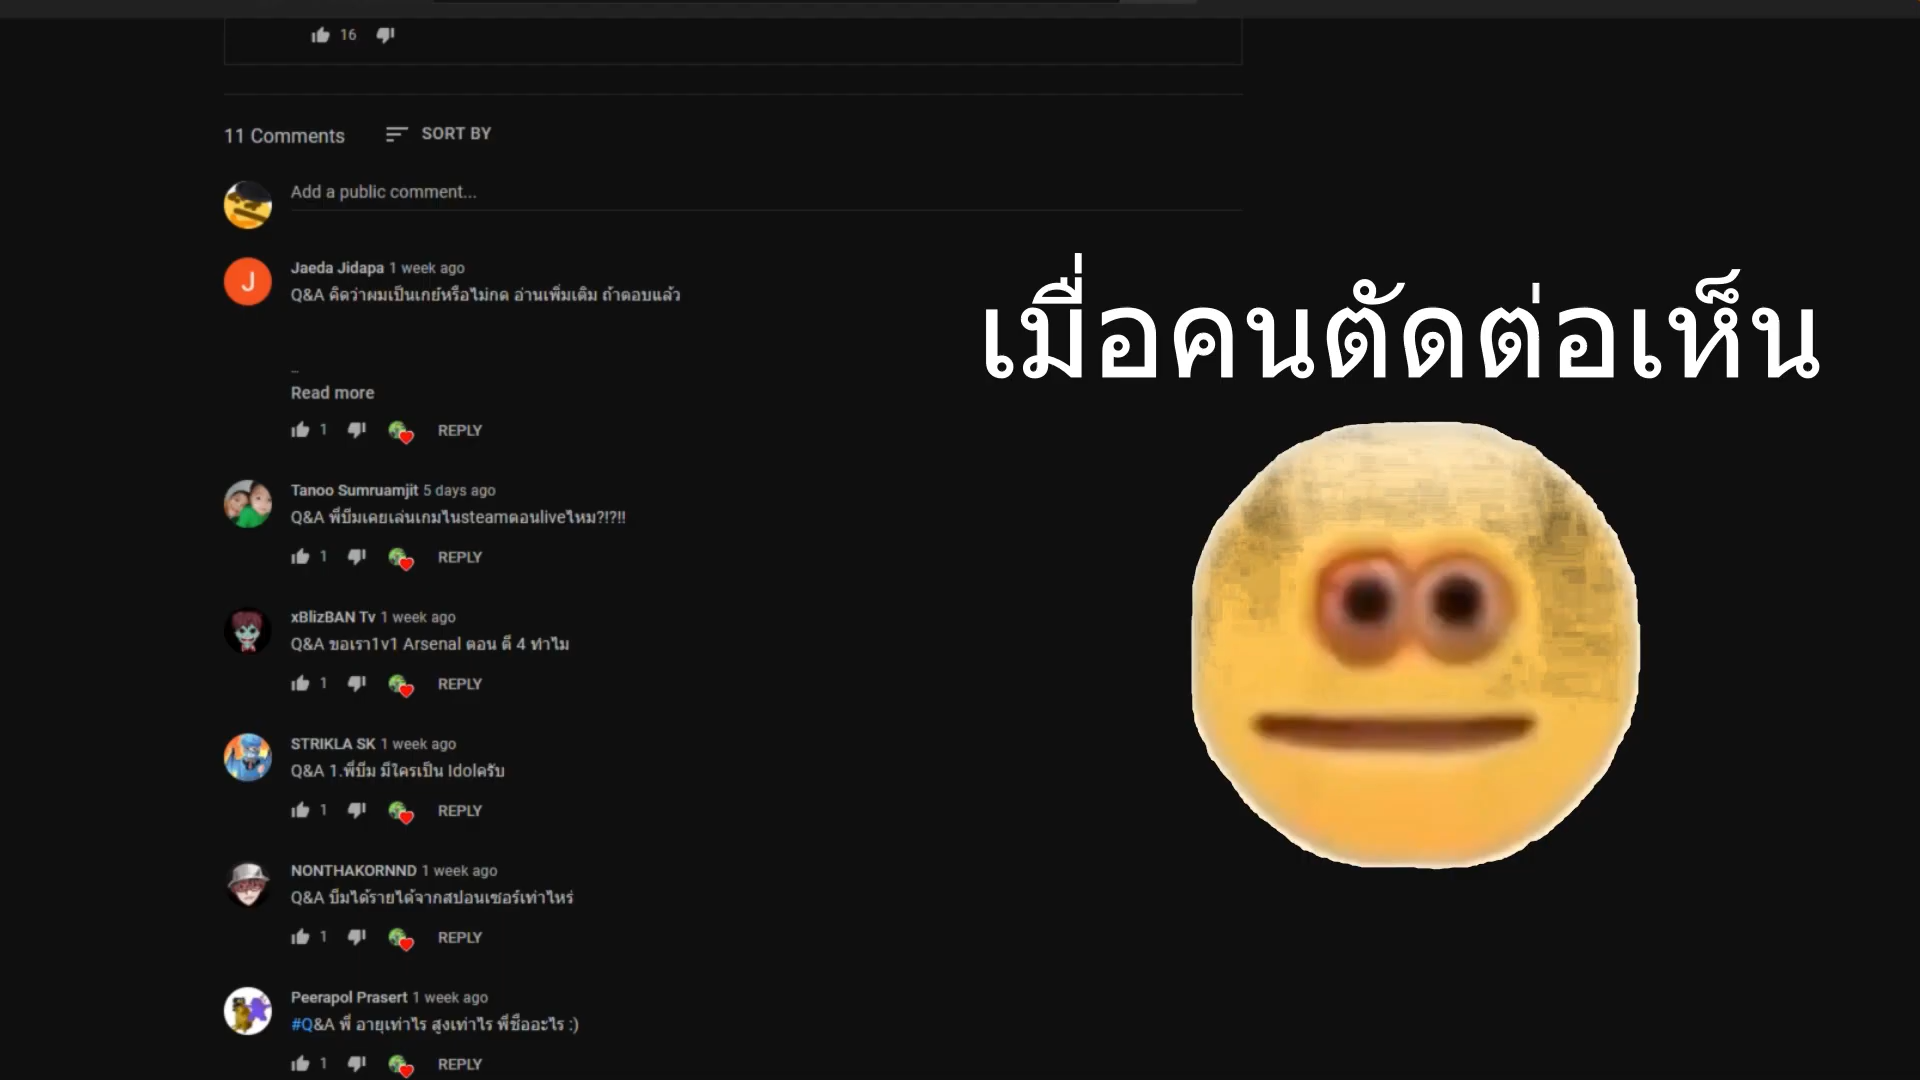 16
11 Comments SORT BY
Add a public comment...
Jaeda Jidapa 1 week ago
Q&A คิดว่าผมเป็นเกย์หรือไม่กด อ่านเพิ่มเติม ถ้าตอบแล้ว
...
Read more
1 REPLY
Tanoo Sumruamjit 5 days ago
Q&A พี่บีมเคยเล่นเกมในsteamตอนliveไหม?!?!!
1 REPLY
xBlizBAN Tv 1 week ago
Q&A ขอเรา1v1 Arsenal ตอน ตี 4 ทำไม
1 REPLY
STRIKLA SK 1 week ago
Q&A 1.พี่บีม มีใครเป็น Idolครับ
1 REPLY
NONTHAKORNND 1 week ago
Q&A บีมได้รายได้จากสปอนเซอร์เท่าไหร่
1 REPLY
Peerapol Prasert 1 week ago
#Q&A พี่ อายุเท่าไร สูงเท่าไร พี่ชื่ออะไร :)
1 REPLY
เมื่อคนตัดต่อเห็น
J